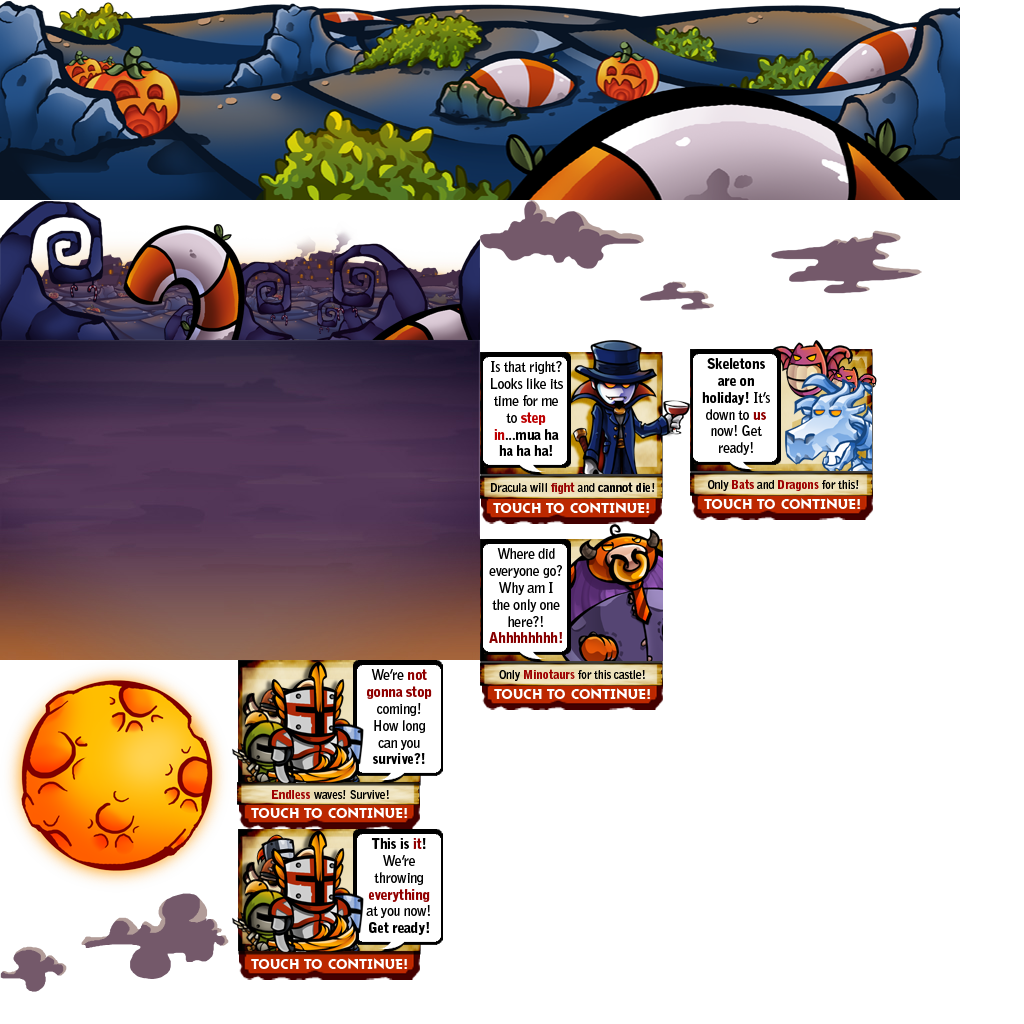 Is that right?
Looks like its
time for me
to step
in...mua ha
ha ha ha!
Dracula will fight and cannot die!
TOUCH TO CONTINUE!
Skeletons
are on
holiday! It's
down to us
now! Get
ready!
Only Bats and Dragons for this!
TOUCH TO CONTINUE!
Where did
everyone go?
Why am I
the only one
here?!
Ahhhhhhhh!
Only Minotaurs for this castle!
TOUCH TO CONTINUE!
We're not
gonna stop
coming!
How long
can you
survive?!
Endless waves! Survive!
TOUCH TO CONTINUE!
This is it!
We're
throwing
everything
at you now!
Get ready!
TOUCH TO CONTINUE!